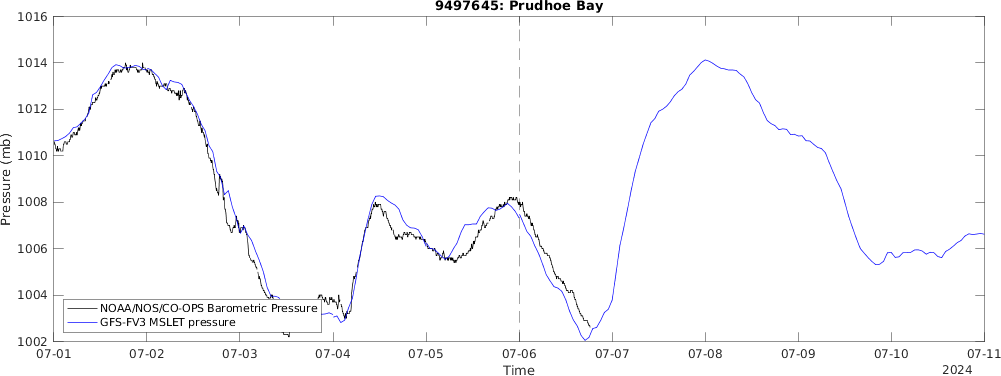 9497645: Prudhoe Bay
1016
1014
1012
1010
1008
1006
1004
1002
Pressure (mb)
NOAA/NOS/CO-OPS Barometric Pressure
GFS-FV3 MSLET pressure
07-01 07-02 07-03 07-04 07-05 07-06 07-07 07-08 07-09 07-10 07-11
Time
2024